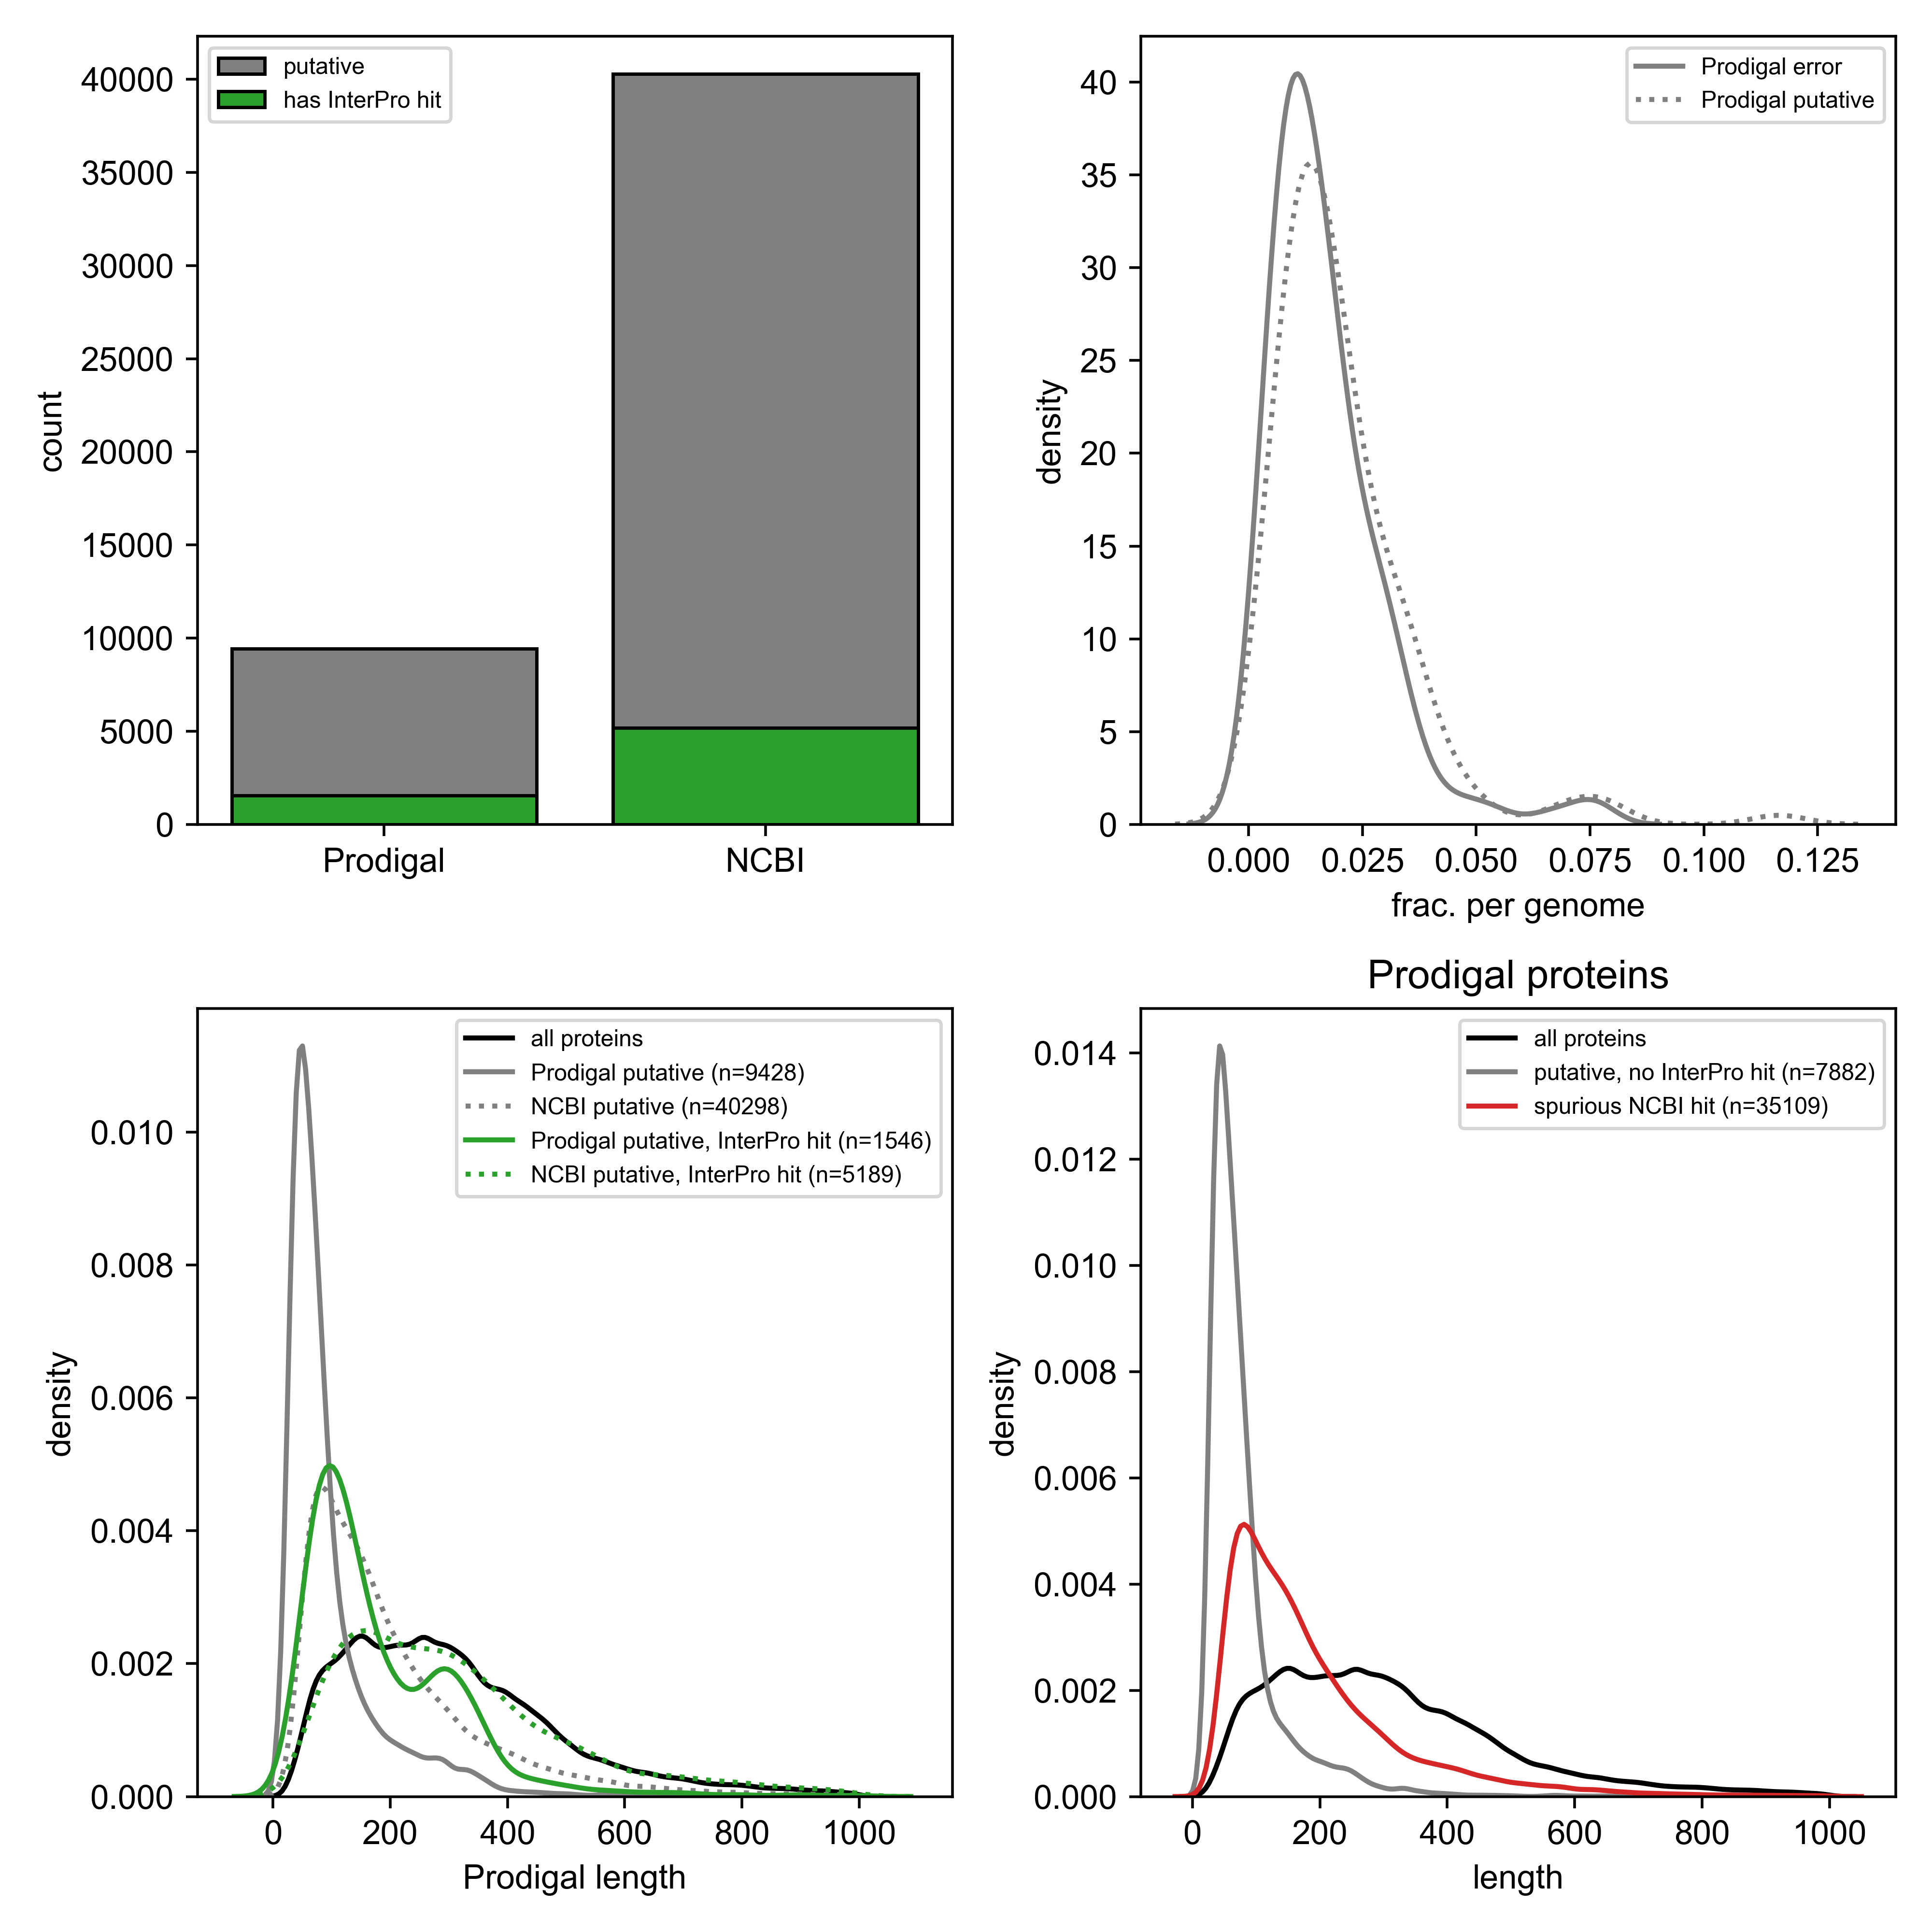 putative
has InterPro hit
40000
35000
30000
25000
20000
15000
10000
5000
0
count
Prodigal
NCBI
Prodigal error
Prodigal putative
40
35
30
25
20
15
10
5
0
density
0.000
0.025
0.050
0.075
0.100
0.125
frac. per genome
all proteins
Prodigal putative (n=9428)
NCBI putative (n=40298)
Prodigal putative, InterPro hit (n=1546)
NCBI putative, InterPro hit (n=5189)
0.010
0.008
0.006
0.004
0.002
0.000
density
0
200
400
600
800
1000
Prodigal length
Prodigal proteins
all proteins
putative, no InterPro hit (n=7882)
spurious NCBI hit (n=35109)
0.014
0.012
0.010
0.008
0.006
0.004
0.002
0.000
density
0
200
400
600
800
1000
length